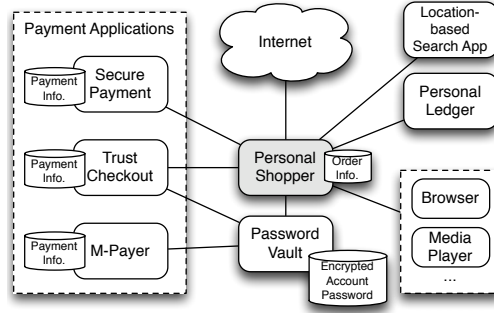 Payment Applications
Payment
Info.
Secure
Payment
Payment
Info.
Trust
Checkout
Payment
Info.
M-Payer
Internet
Personal
Shopper
Order
Info.
Password
Vault
Encrypted
Account
Password
Location-
based
Search App
Personal
Ledger
Browser
Media
Player
...